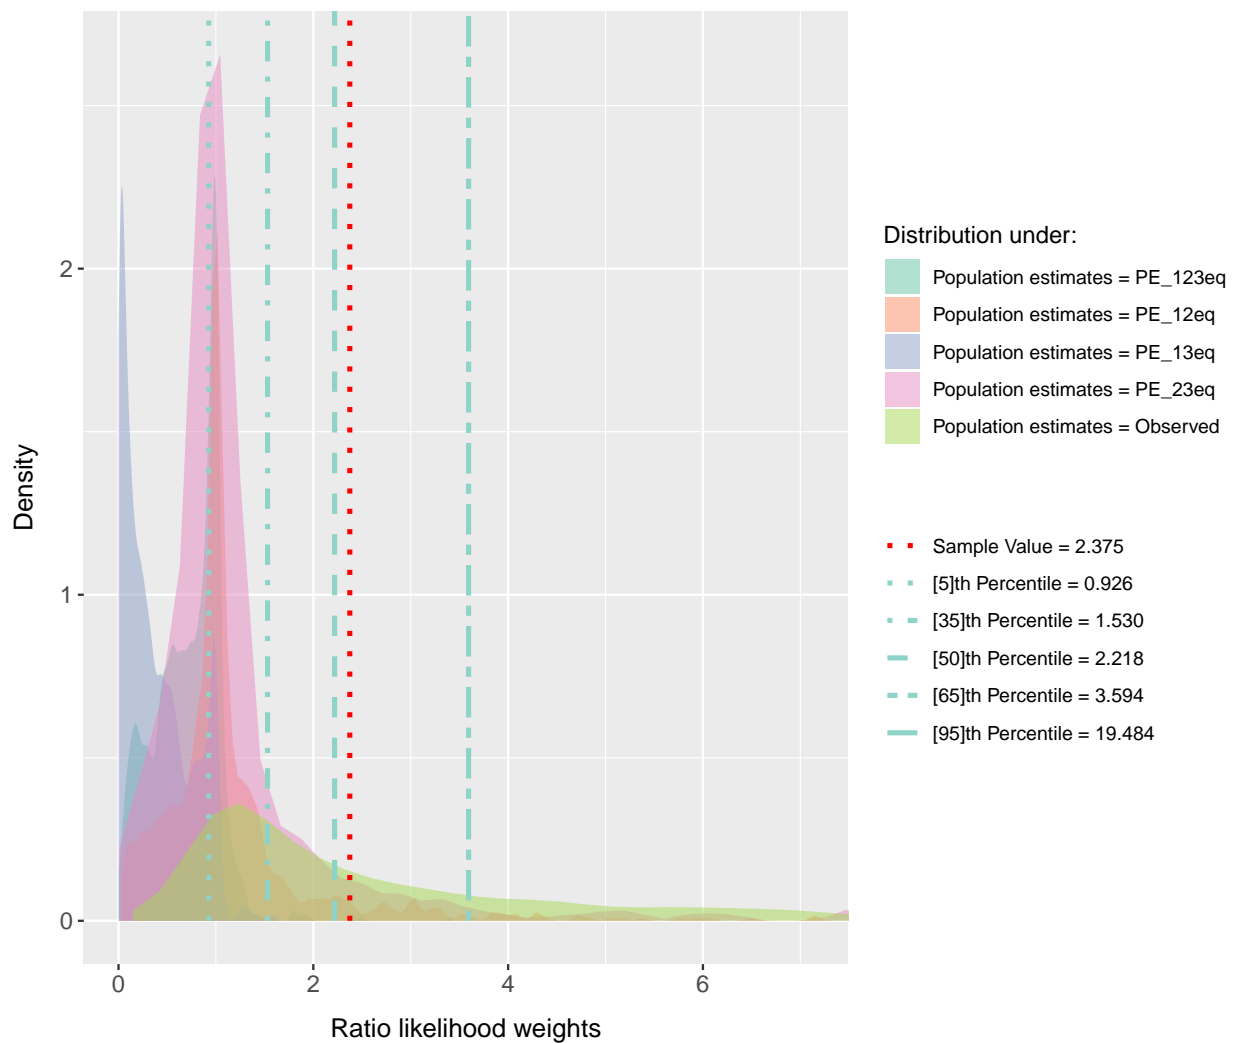 Density
2
1
0
0
2
4
6
Ratio likelihood weights
Distribution under:
Population estimates = PE_123eq
Population estimates = PE_12eq
Population estimates = PE_13eq
Population estimates = PE_23eq
Population estimates = Observed
Sample Value = 2.375
[5]th Percentile = 0.926
[35]th Percentile = 1.530
[50]th Percentile = 2.218
[65]th Percentile = 3.594
[95]th Percentile = 19.484